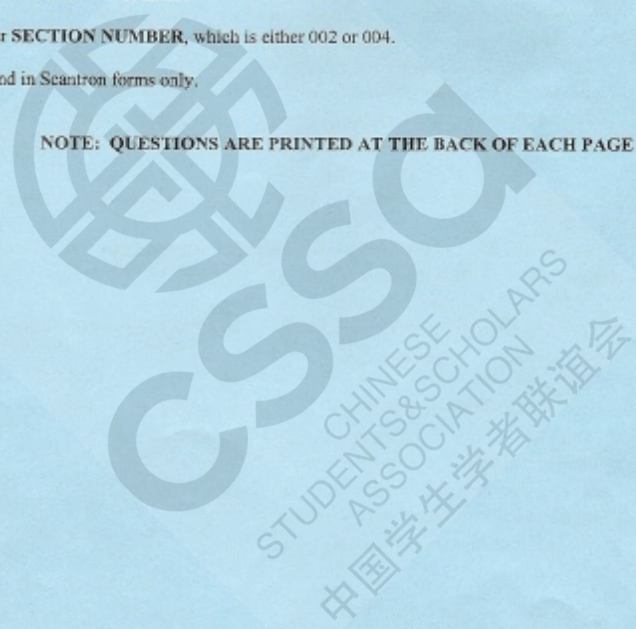 r SECTION NUMBER, which is either 002 or 004.
nd in Scantron forms only.
NOTE: QUESTIONS ARE PRINTED AT THE BACK OF EACH PAGE
cssa
CHINESE
STUDENTS&SCHOLARS
ASSOCIATION
中国学生学者联谊会